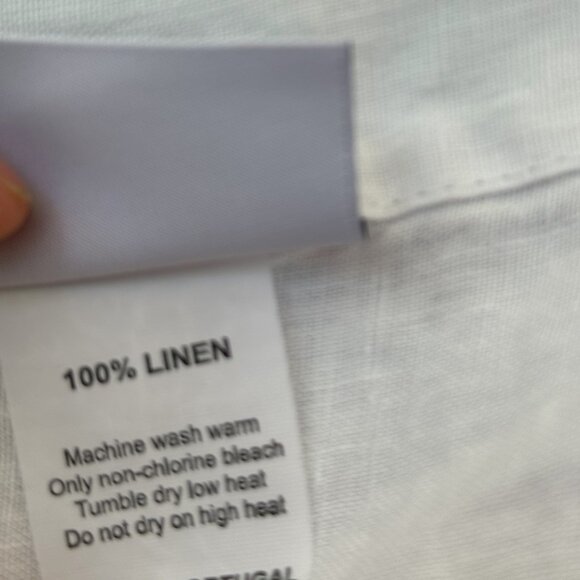 100% LINEN
Machine wash warm
Only non-chlorine bleach
Tumble dry low heat
Do not dry on high heat
PORTUGAL